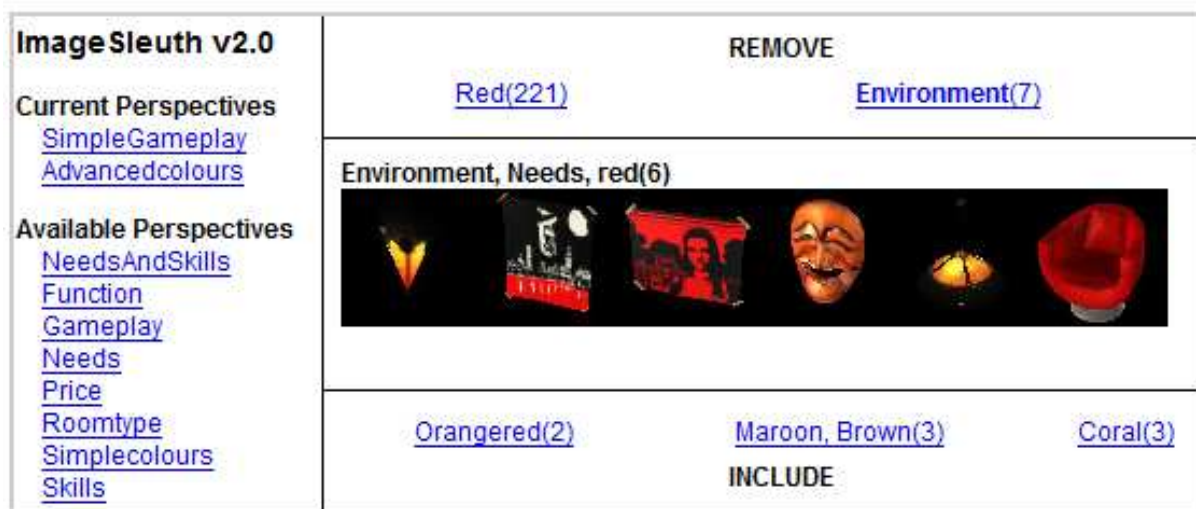 ImageSleuth v2.0
Current Perspectives
SimpleGameplay
Advancedcolours
Available Perspectives
NeedsAndSkills
Function
Gameplay
Needs
Price
Roomtype
Simplecolours
Skills
REMOVE
Red(221) Environment(7)
Environment, Needs, red(6)
Orangered(2) Maroon, Brown(3) Coral(3)
INCLUDE